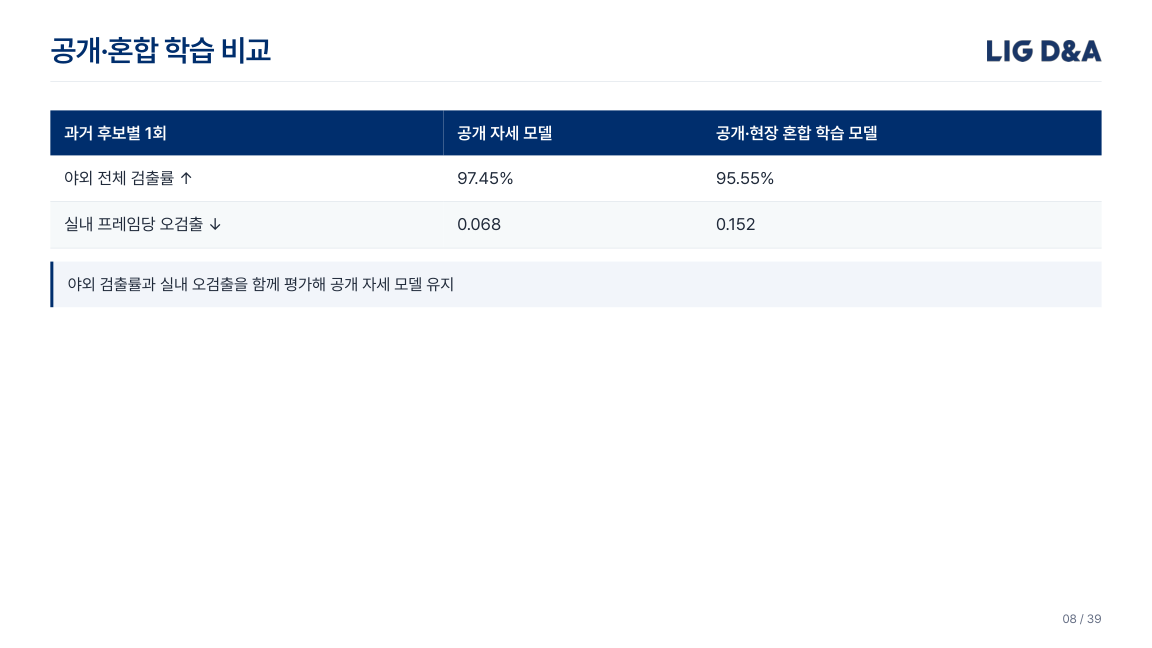 공개·혼합 학습 비교
LIG D&A
과거 후보별 1회 공개 자세 모델 공개·현장 혼합 학습 모델
야외 전체 검출률 ↑ 97.45% 95.55%
실내 프레임당 오검출 ↓ 0.068 0.152
야외 검출률과 실내 오검출을 함께 평가해 공개 자세 모델 유지
08 / 39